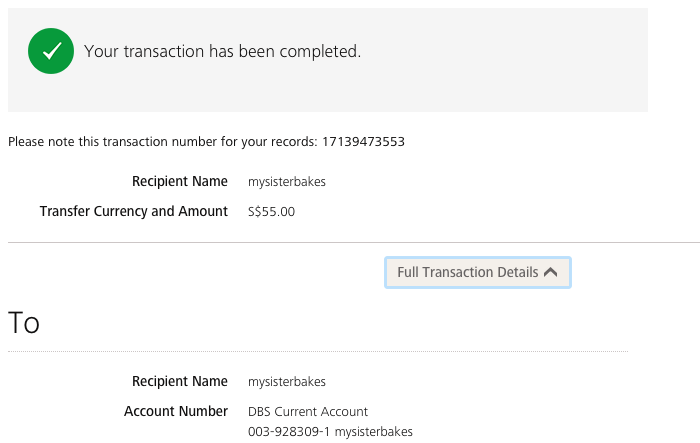 Your transaction has been completed.
Please note this transaction number for your records: 17139473553
Recipient Name mysisterbakes
Transfer Currency and Amount S$55.00
Full Transaction Details
To
Recipient Name mysisterbakes
Account Number DBS Current Account
003-928309-1 mysisterbakes